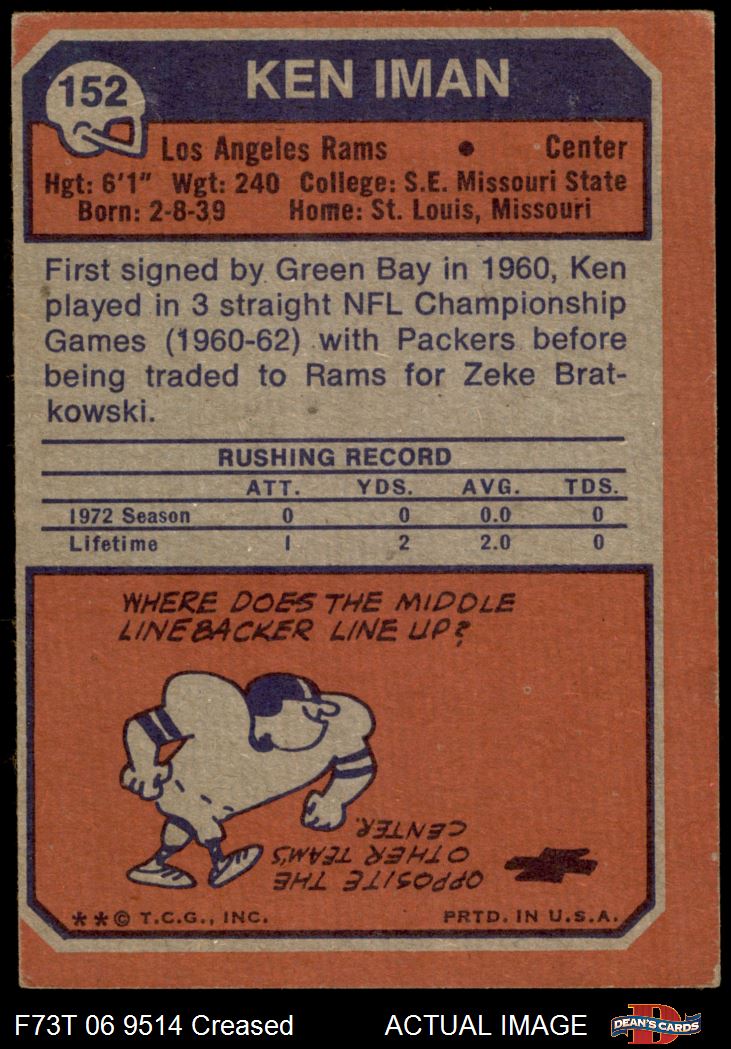 152
KEN IMAN
Los Angeles Rams • Center
Hgt: 6'1" Wgt: 240 College: S.E. Missouri State
Born: 2-8-39 Home: St. Louis, Missouri
First signed by Green Bay in 1960, Ken
played in 3 straight NFL Championship
Games (1960-62) with Packers before
being traded to Rams for Zeke Brat-
kowski.
RUSHING RECORD
ATT. YDS. AVG. TDS.
1972 Season 0 0 0.0 0
Lifetime 1 2 2.0 0
WHERE DOES THE MIDDLE
LINEBACKER LINE UP?
OPPOSITE THE
OTHER TEAM'S
CENTER.
**© T.C.G., INC. PRTD. IN U.S.A.
F73T 06 9514 Creased ACTUAL IMAGE
D
DEAN'S CARDS